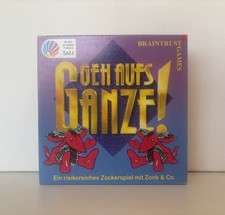 BRAINTRUST
GAMES
GEH AUFS
GANZE!
Ein risikoreiches Zockerspiel mit Zonk & Co.